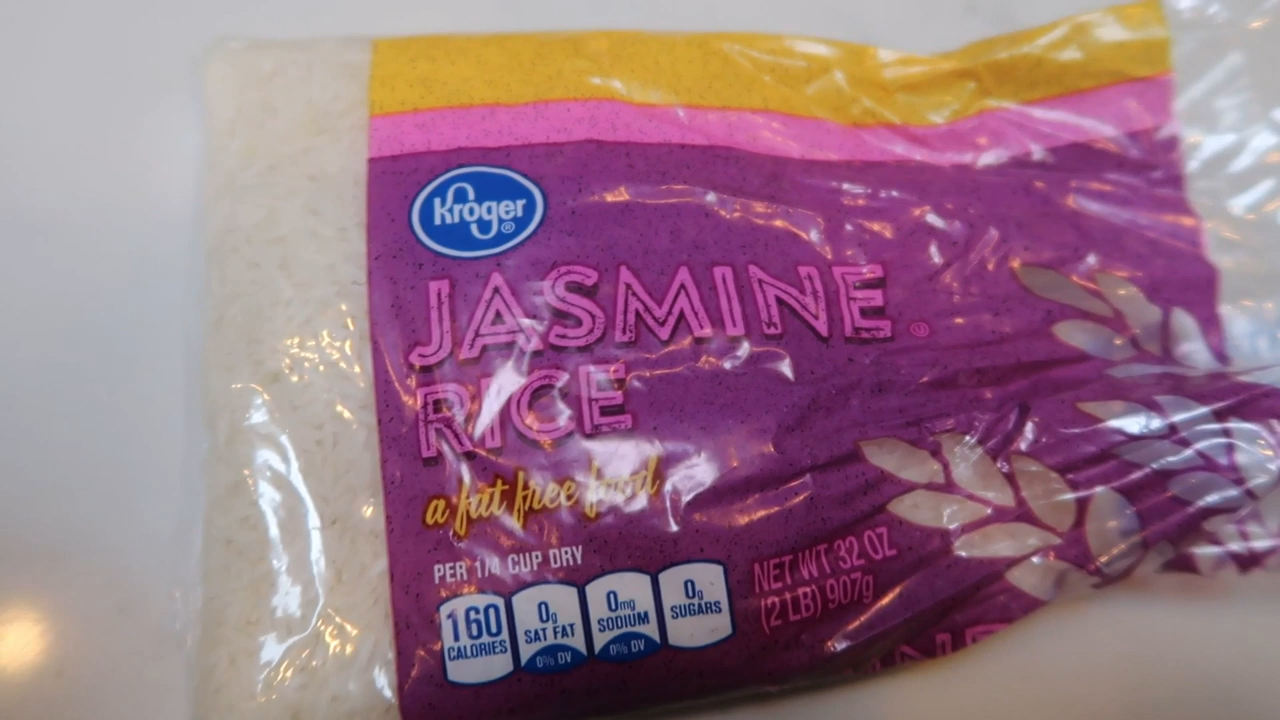 Kroger®
JASMINE
RICE
a fat free food
PER 1/4 CUP DRY
160
CALORIES
0g
SAT FAT
0% DV
0mg
SODIUM
0% DV
0g
SUGARS
NET WT 32 OZ
(2 LB) 907g